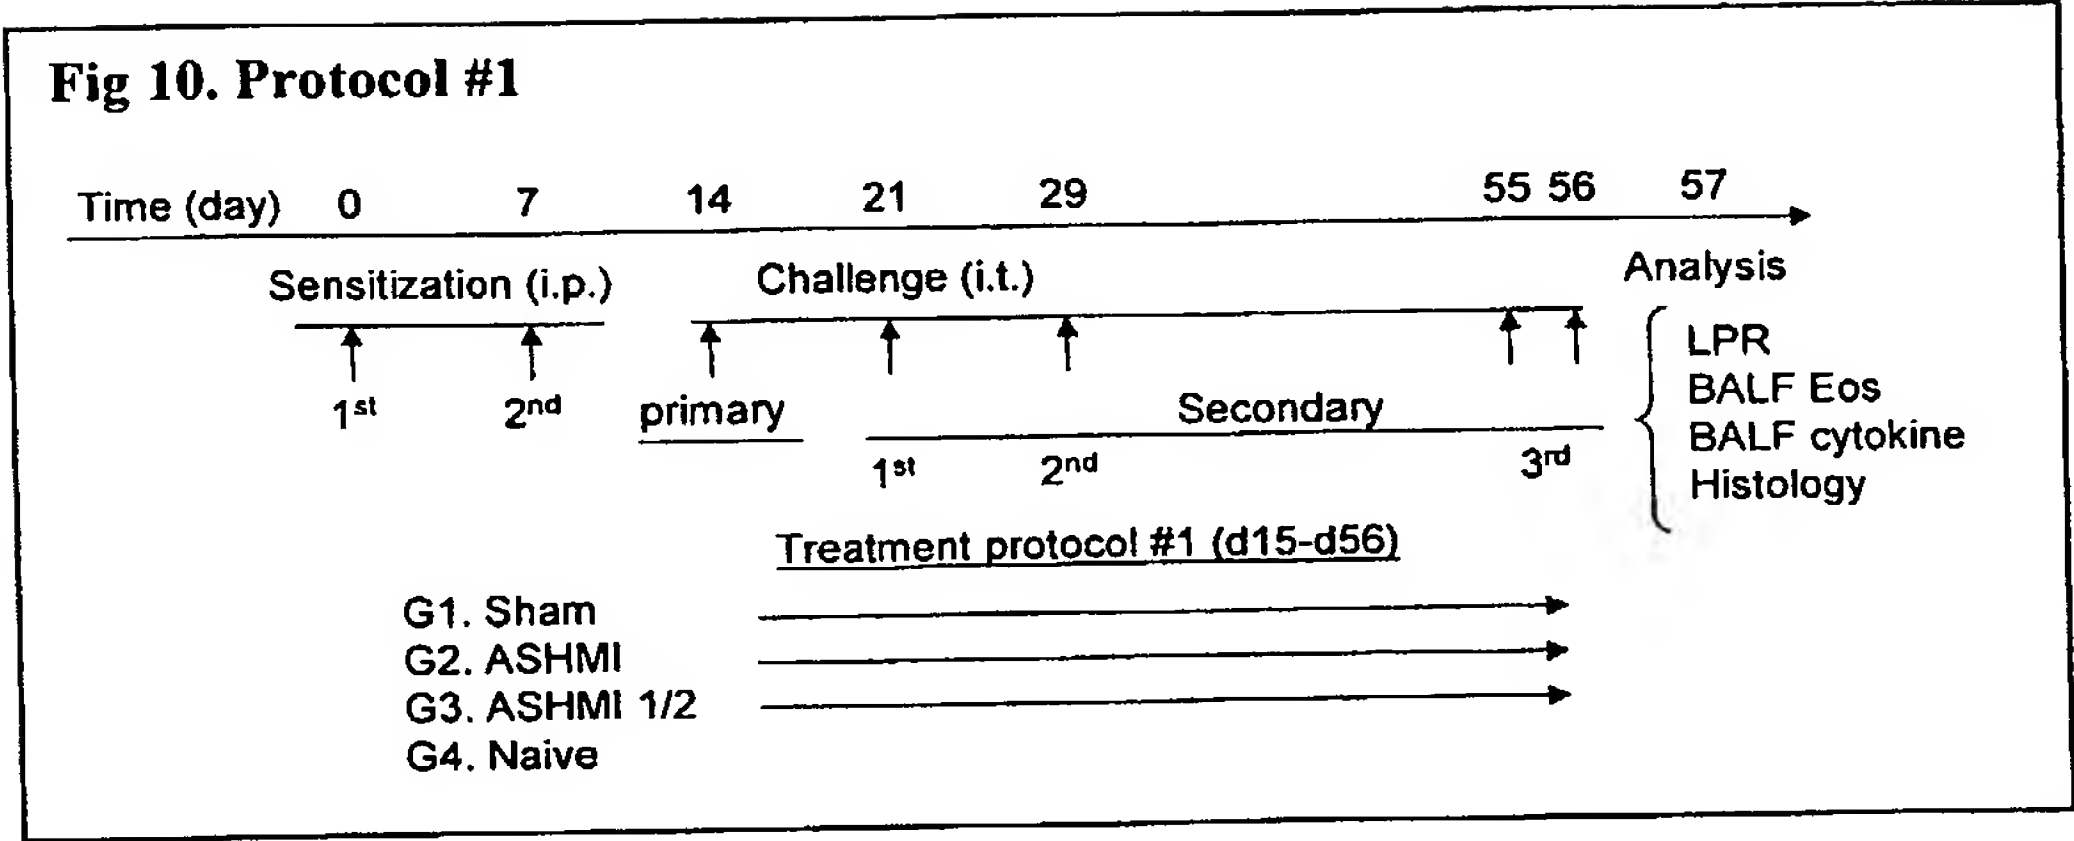 Fig 10. Protocol #1
Time (day) 0 7 14 21 29 55 56 57
Sensitization (i.p.) Challenge (i.t.) Analysis
1st 2nd primary Secondary
1st 2nd 3rd
LPR
BALF Eos
BALF cytokine
Histology
Treatment protocol #1 (d15-d56)
G1. Sham
G2. ASHMI
G3. ASHMI 1/2
G4. Naive